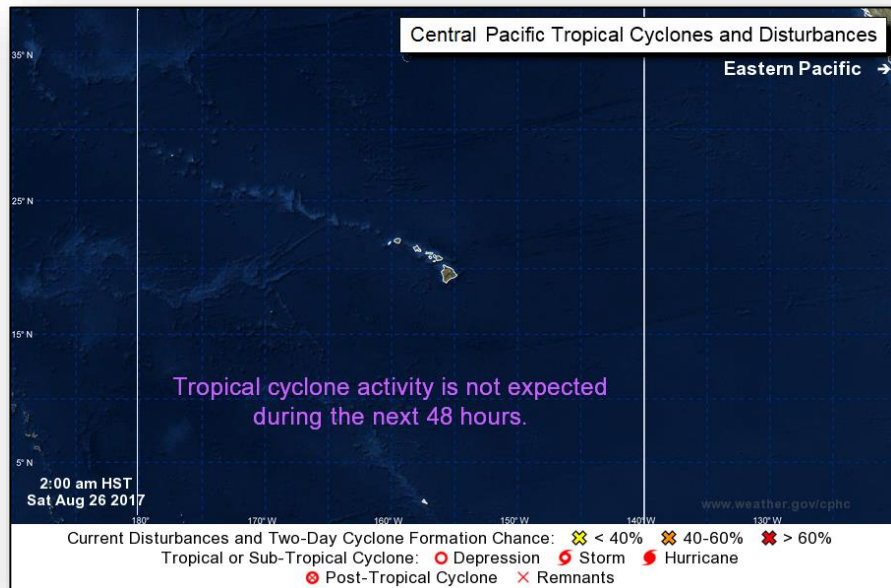 Central Pacific Tropical Cyclones and Disturbances
35° N
Eastern Pacific →
25° N
15° N
Tropical cyclone activity is not expected
during the next 48 hours.
5° N
2:00 am HST
Sat Aug 26 2017
www.weather.gov/cphc
180° 170°W 160°W 150°W 140°W 130°W
Current Disturbances and Two-Day Cyclone Formation Chance: < 40% 40-60% > 60%
Tropical or Sub-Tropical Cyclone: Depression Storm Hurricane
Post-Tropical Cyclone Remnants